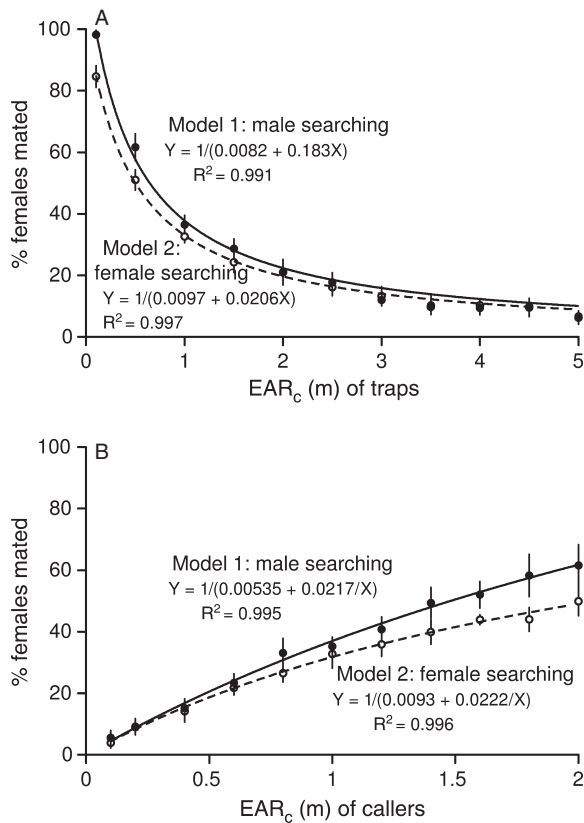 A
100
80
60
40
20
0
% females mated
Model 1: male searching
Y = 1/(0.0082 + 0.183X)
R² = 0.991
Model 2:
female searching
Y = 1/(0.0097 + 0.0206X)
R² = 0.997
0 1 2 3 4 5
EARc (m) of traps
B
100
80
60
40
20
0
% females mated
Model 1: male searching
Y = 1/(0.00535 + 0.0217/X)
R² = 0.995
Model 2: female searching
Y = 1/(0.0093 + 0.0222/X)
R² = 0.996
0 0.5 1 1.5 2
EARc (m) of callers